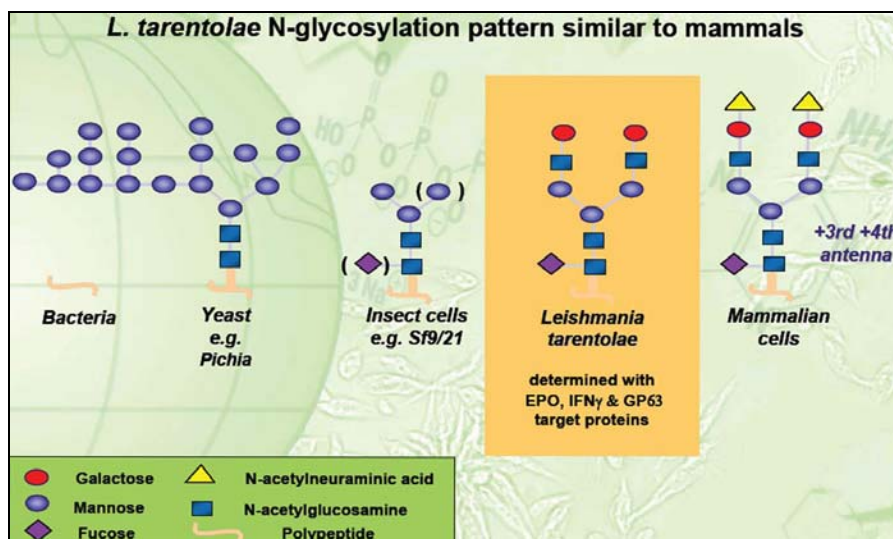 L. tarentolae N-glycosylation pattern similar to mammals
( )
( )
+3rd +4th
antenna
Bacteria
Yeast
e.g.
Pichia
Insect cells
e.g. Sf9/21
Leishmania
tarentolae
Mammalian
cells
determined with
EPO, IFNγ & GP63
target proteins
Galactose
N-acetylneuraminic acid
Mannose
N-acetylglucosamine
Fucose
Polypeptide